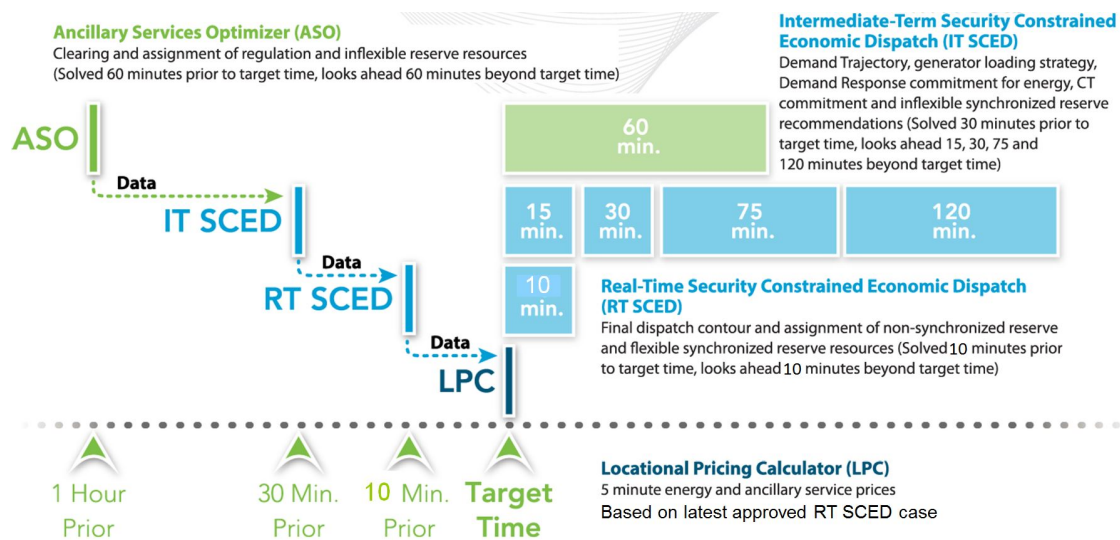 Ancillary Services Optimizer (ASO)
Clearing and assignment of regulation and inflexible reserve resources
(Solved 60 minutes prior to target time, looks ahead 60 minutes beyond target time)
Intermediate-Term Security Constrained
Economic Dispatch (IT SCED)
Demand Trajectory, generator loading strategy,
Demand Response commitment for energy, CT
commitment and inflexible synchronized reserve
recommendations (Solved 30 minutes prior to
target time, looks ahead 15, 30, 75 and
120 minutes beyond target time)
ASO
60
min.
Data
IT SCED
15
min.
30
min.
75
min.
120
min.
Data
RT SCED
10
min.
Real-Time Security Constrained Economic Dispatch
(RT SCED)
Final dispatch contour and assignment of non-synchronized reserve
and flexible synchronized reserve resources (Solved 10 minutes prior
to target time, looks ahead 10 minutes beyond target time)
Data
LPC
1 Hour
Prior
30 Min.
Prior
10 Min.
Prior
Target
Time
Locational Pricing Calculator (LPC)
5 minute energy and ancillary service prices
Based on latest approved RT SCED case